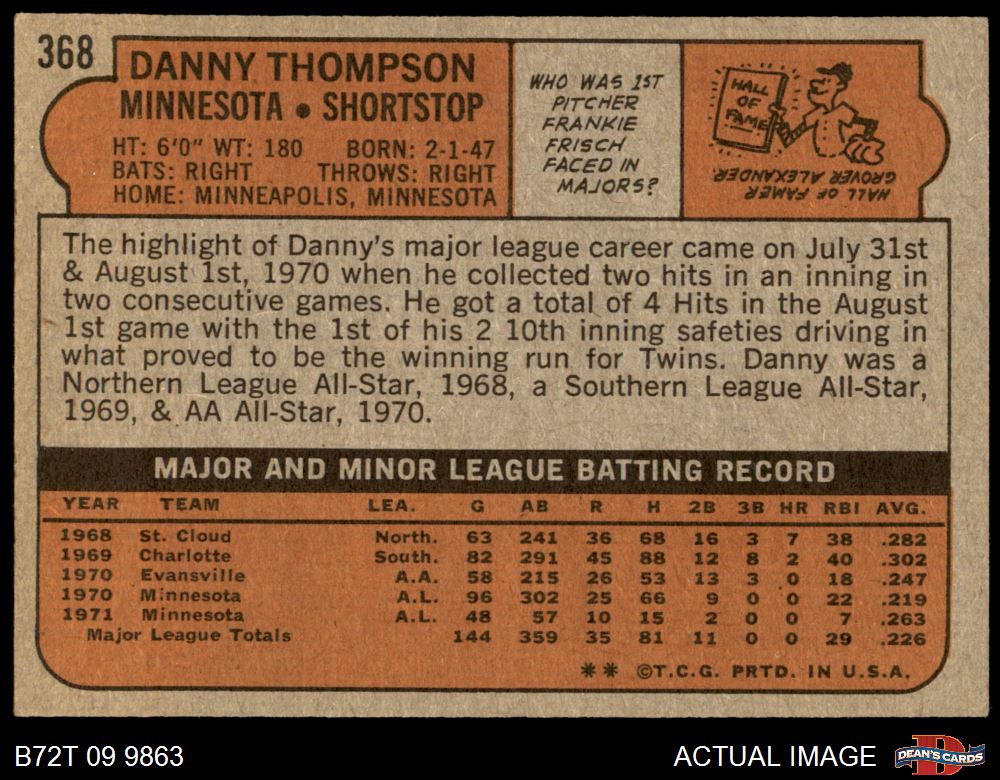 368
DANNY THOMPSON
MINNESOTA • SHORTSTOP
HT: 6'0" WT: 180 BORN: 2-1-47
BATS: RIGHT THROWS: RIGHT
HOME: MINNEAPOLIS, MINNESOTA
WHO WAS 1ST
PITCHER
FRANKIE
FRISCH
FACED IN
MAJORS?
HALL
OF
FAME
HALL OF FAMER
GROVER ALEXANDER
The highlight of Danny's major league career came on July 31st
& August 1st, 1970 when he collected two hits in an inning in
two consecutive games. He got a total of 4 Hits in the August
1st game with the 1st of his 2 10th inning safeties driving in
what proved to be the winning run for Twins. Danny was a
Northern League All-Star, 1968, a Southern League All-Star,
1969, & AA All-Star, 1970.
MAJOR AND MINOR LEAGUE BATTING RECORD
YEAR TEAM LEA. G AB R H 2B 3B HR RBI AVG.
1968 St. Cloud North. 63 241 36 68 16 3 7 38 .282
1969 Charlotte South. 82 291 45 88 12 8 2 40 .302
1970 Evansville A.A. 58 215 26 53 13 3 0 18 .247
1970 Minnesota A.L. 96 302 25 66 9 0 0 22 .219
1971 Minnesota A.L. 48 57 10 15 2 0 0 7 .263
Major League Totals 144 359 35 81 11 0 0 29 .226
** ©T.C.G. PRTD. IN U.S.A.
B72T 09 9863
ACTUAL IMAGE
D
DEAN'S CARDS